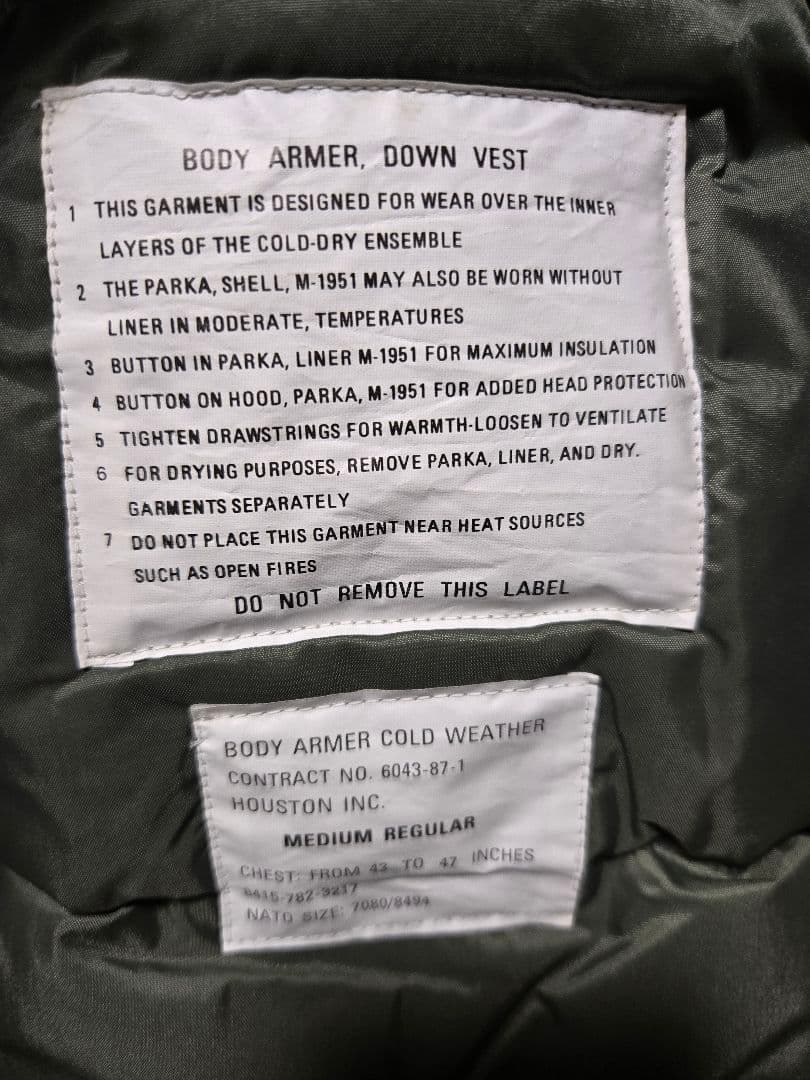 BODY ARMER, DOWN VEST
1 THIS GARMENT IS DESIGNED FOR WEAR OVER THE INNER
LAYERS OF THE COLD-DRY ENSEMBLE
2 THE PARKA, SHELL, M-1951 MAY ALSO BE WORN WITHOUT
LINER IN MODERATE, TEMPERATURES
3 BUTTON IN PARKA, LINER M-1951 FOR MAXIMUM INSULATION
4 BUTTON ON HOOD, PARKA, M-1951 FOR ADDED HEAD PROTECTION
5 TIGHTEN DRAWSTRINGS FOR WARMTH-LOOSEN TO VENTILATE
6 FOR DRYING PURPOSES, REMOVE PARKA, LINER, AND DRY.
GARMENTS SEPARATELY
7 DO NOT PLACE THIS GARMENT NEAR HEAT SOURCES
SUCH AS OPEN FIRES
DO NOT REMOVE THIS LABEL
BODY ARMER COLD WEATHER
CONTRACT NO. 6043-87-1
HOUSTON INC.
MEDIUM REGULAR
CHEST: FROM 43 TO 47 INCHES
8415-782-3217
NATO SIZE: 7080/8494